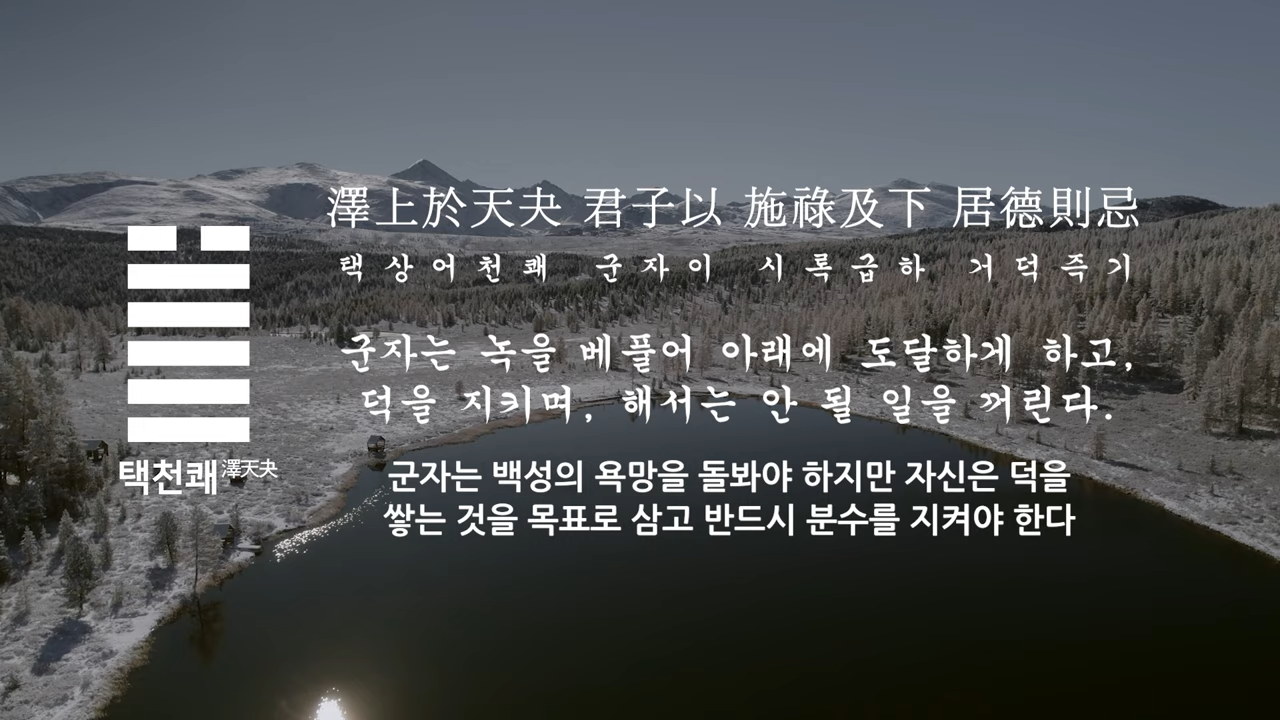 澤上於天夬 君子以 施祿及下 居德則忌
택상어천쾌 군자이 시록급하 거덕즉기
군자는 녹을 베풀어 아래에 도달하게 하고,
덕을 지키며, 해서는 안 될 일을 꺼린다.
택천쾌 澤天夬
군자는 백성의 욕망을 돌봐야 하지만 자신은 덕을
쌓는 것을 목표로 삼고 반드시 분수를 지켜야 한다